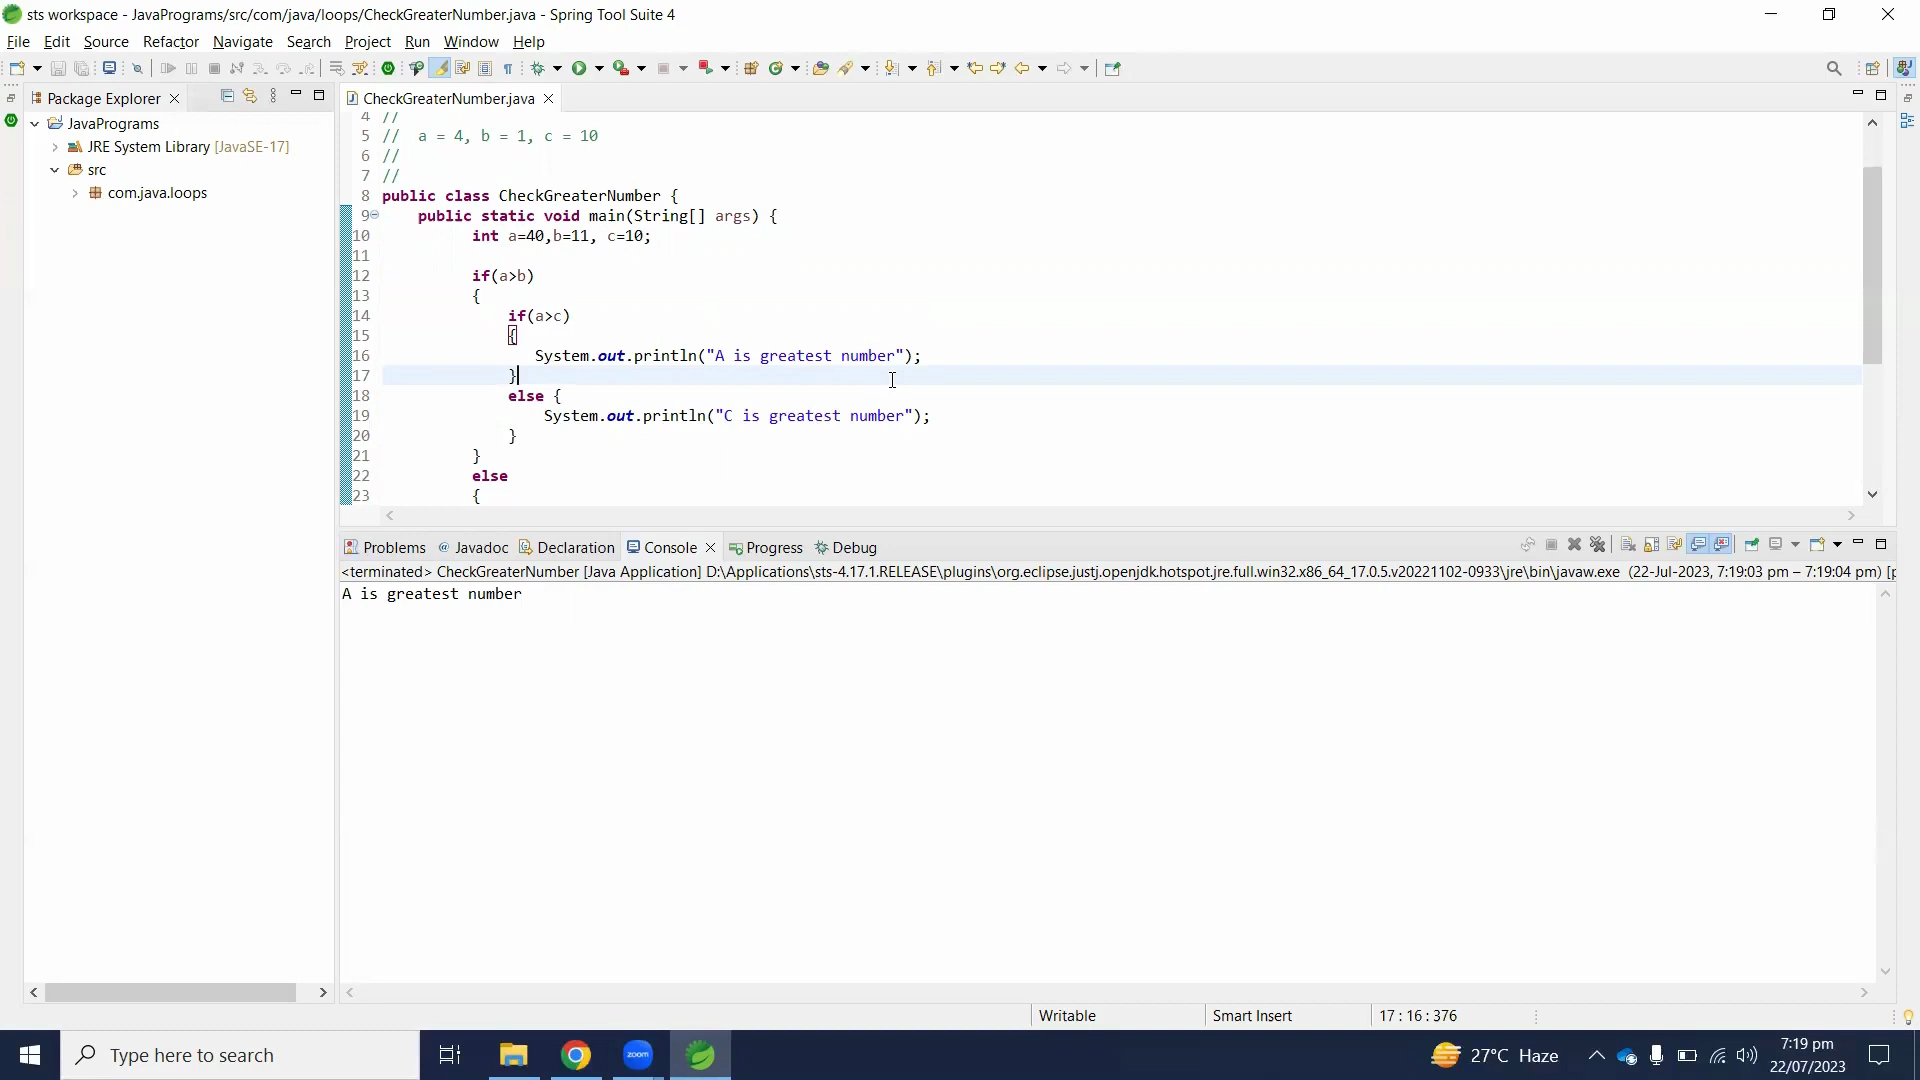 sts workspace - JavaPrograms/src/com/java/loops/CheckGreaterNumber.java - Spring Tool Suite 4
File Edit Source Refactor Navigate Search Project Run Window Help
Package Explorer
JavaPrograms
JRE System Library [JavaSE-17]
src
com.java.loops
CheckGreaterNumber.java
4 //
5 //  a = 4, b = 1, c = 10
6 //
7 //
8 public class CheckGreaterNumber {
9     public static void main(String[] args) {
10          int a=40,b=11, c=10;
11
12          if(a>b)
13          {
14              if(a>c)
15              {
16                 System.out.println("A is greatest number");
17              }
18              else {
19                  System.out.println("C is greatest number");
20              }
21          }
22          else
23          {
Problems @ Javadoc Declaration Console Progress Debug
<terminated> CheckGreaterNumber [Java Application] D:\Applications\sts-4.17.1.RELEASE\plugins\org.eclipse.justj.openjdk.hotspot.jre.full.win32.x86_64_17.0.5.v20221102-0933\jre\bin\javaw.exe (22-Jul-2023, 7:19:03 pm – 7:19:04 pm) [p
A is greatest number
Writable Smart Insert 17 : 16 : 376
Type here to search
zoom
27°C Haze
7:19 pm
22/07/2023